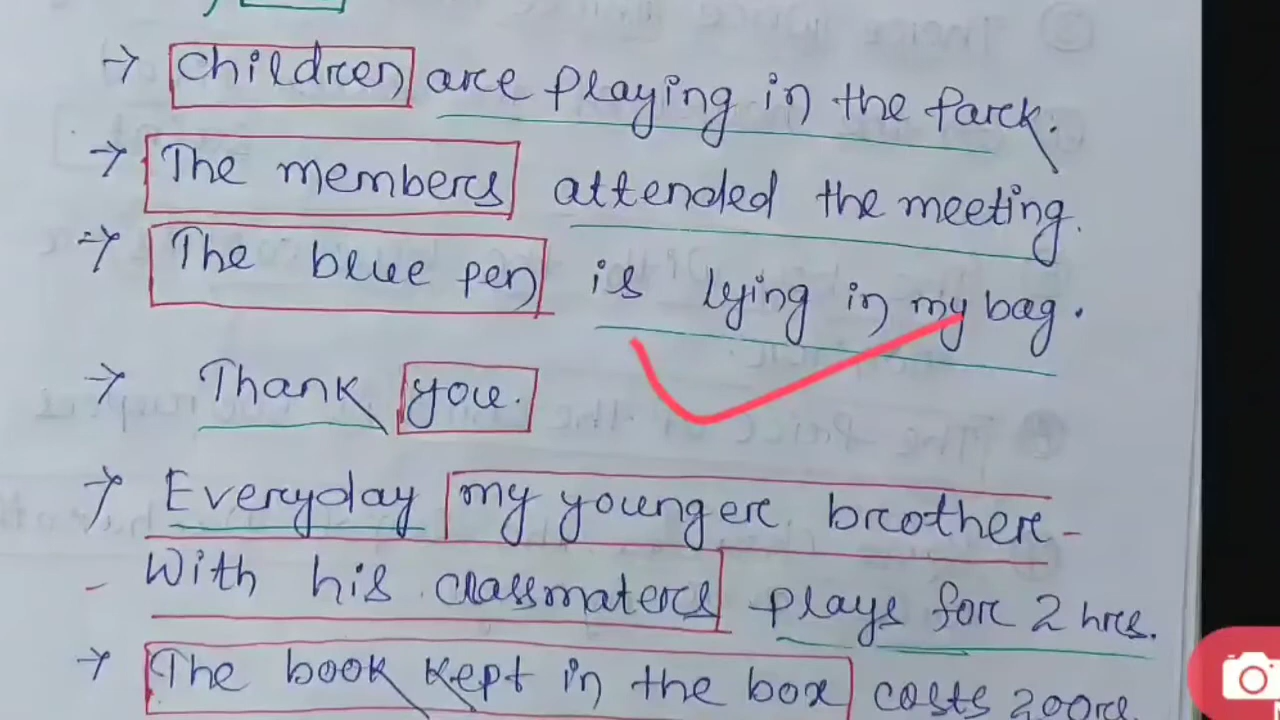 → Children are playing in the Park.
→ The members attended the meeting.
→ The blue pen is lying in my bag.
→ Thank you.
→ Everyday my younger brother -
- With his classmaters plays for 2 hrs.
→ The book kept in the box costs 200rs.